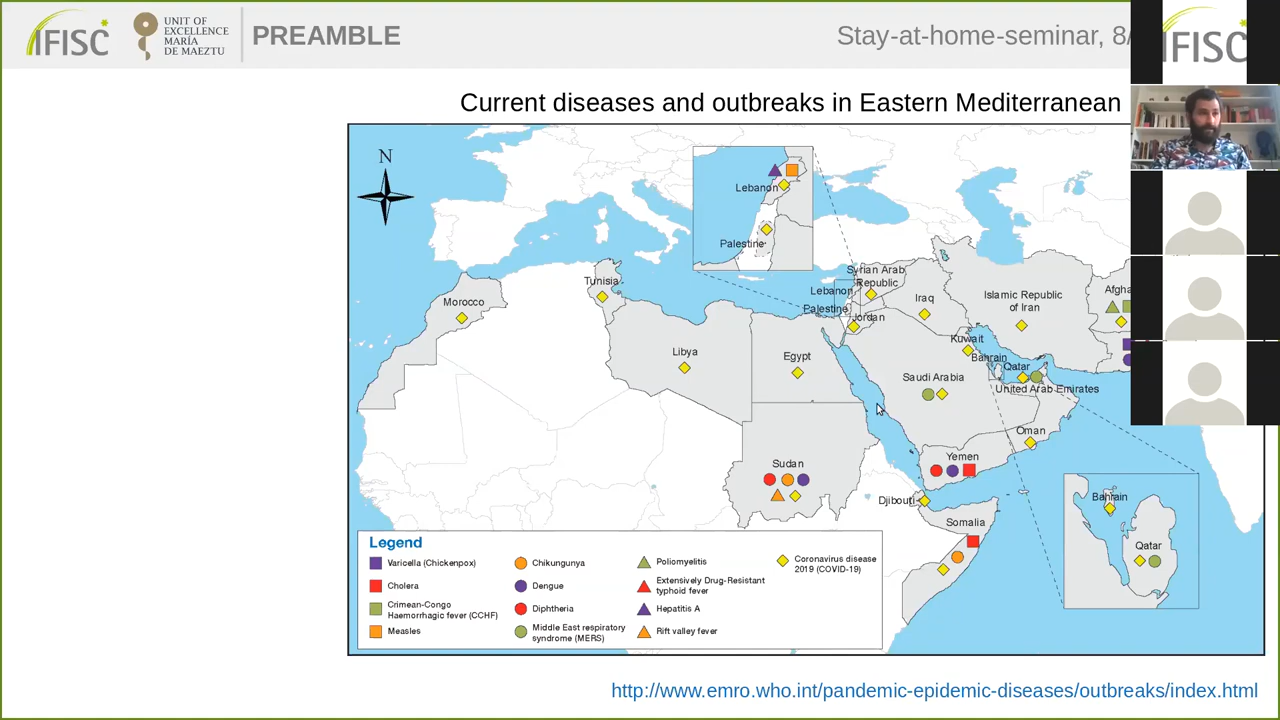 IFISC
UNIT OF
EXCELLENCE
MARÍA
DE MAEZTU
PREAMBLE
Stay-at-home-seminar, 8/
IFISC
Current diseases and outbreaks in Eastern Mediterranean
N
Lebanon
Palestine
Tunisia
Morocco
Libya
Egypt
Syrian Arab
Republic
Lebanon
Palestine
Jordan
Iraq
Islamic Republic
of Iran
Afgha
Kuwait
Bahrain
Qatar
United Arab Emirates
Saudi Arabia
Oman
Yemen
Sudan
Djibouti
Somalia
Bahrain
Qatar
Legend
Varicella (Chickenpox)
Cholera
Crimean-Congo
Haemorrhagic fever (CCHF)
Measles
Chikungunya
Dengue
Diphtheria
Middle East respiratory
syndrome (MERS)
Poliomyelitis
Extensively Drug-Resistant
typhoid fever
Hepatitis A
Rift valley fever
Coronavirus disease
2019 (COVID-19)
http://www.emro.who.int/pandemic-epidemic-diseases/outbreaks/index.html